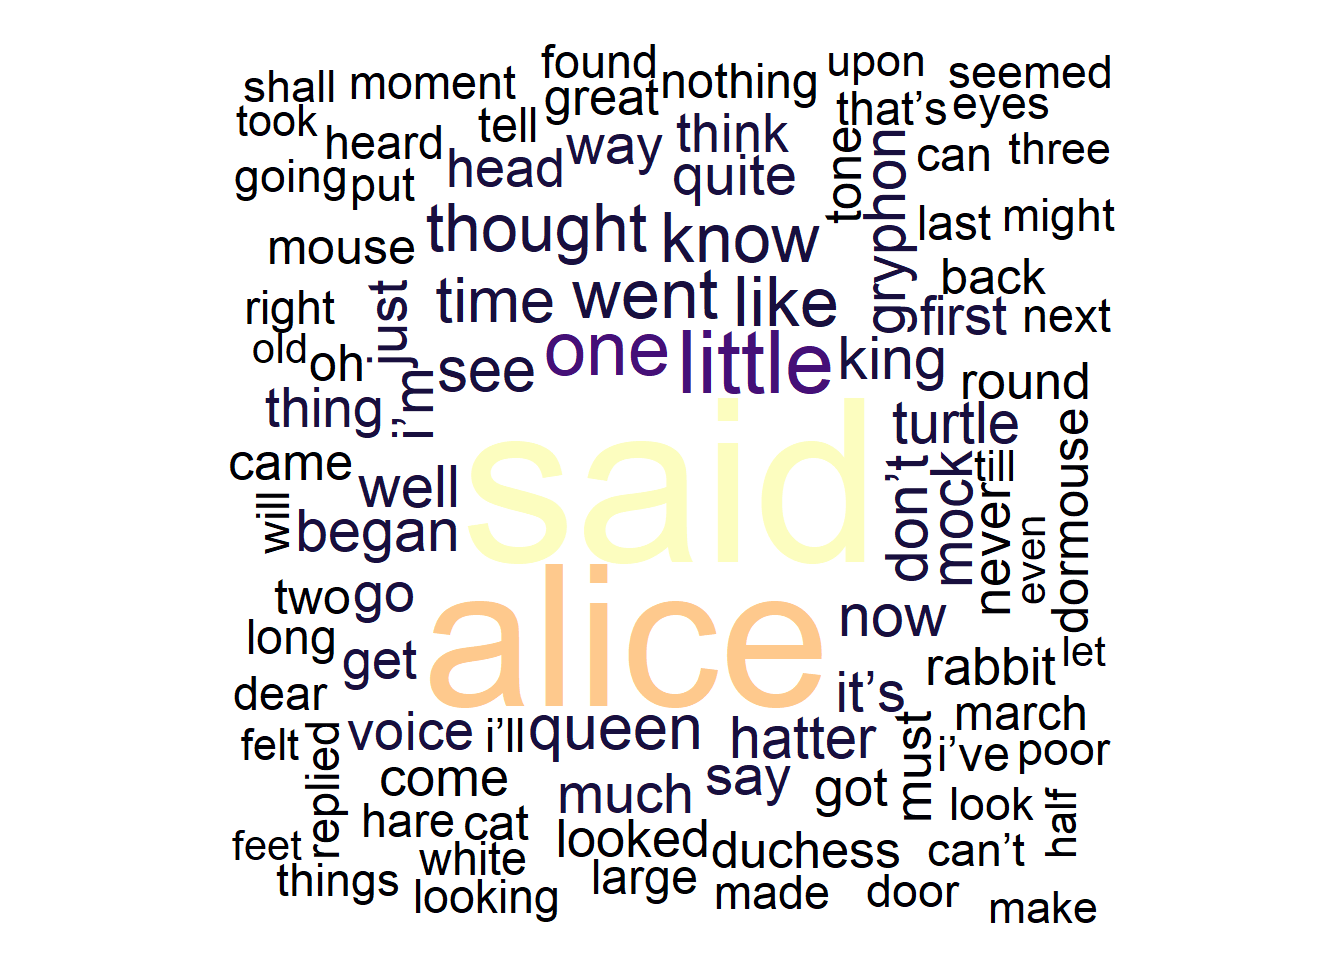 found
upon
shall moment
nothing
seemed
great
that’s eyes
took
tell
heard
way
think
tone
gryphon
can
three
going put
head
quite
last
might
thought
know
mouse
back
just
time
went
like
right
first
next
one
little
king
old
oh
i’m
see
round
thing
said
turtle
dormouse
came
well
don’t
mock
till
will
began
never
even
two
go
alice
now
long
get
rabbit
let
dear
it’s
march
felt
replied
voice
i’ll
queen
hatter
must
i’ve
poor
come
much
say
got
look
half
hare
cat
looked
duchess
can’t
feet
white
things
looking
large
made
door
make